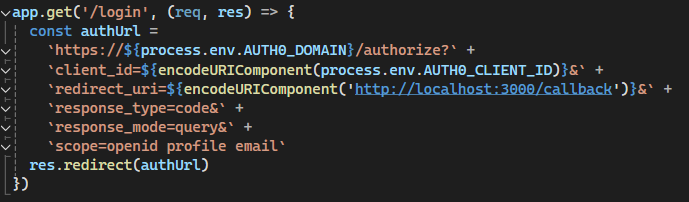 app.get('/login', (req, res) => {
  const authUrl =
    `https://${process.env.AUTH0_DOMAIN}/authorize?` +
    `client_id=${encodeURIComponent(process.env.AUTH0_CLIENT_ID)}&` +
    `redirect_uri=${encodeURIComponent('http://localhost:3000/callback')}&` +
    `response_type=code&` +
    `response_mode=query&` +
    `scope=openid profile email`
  res.redirect(authUrl)
})